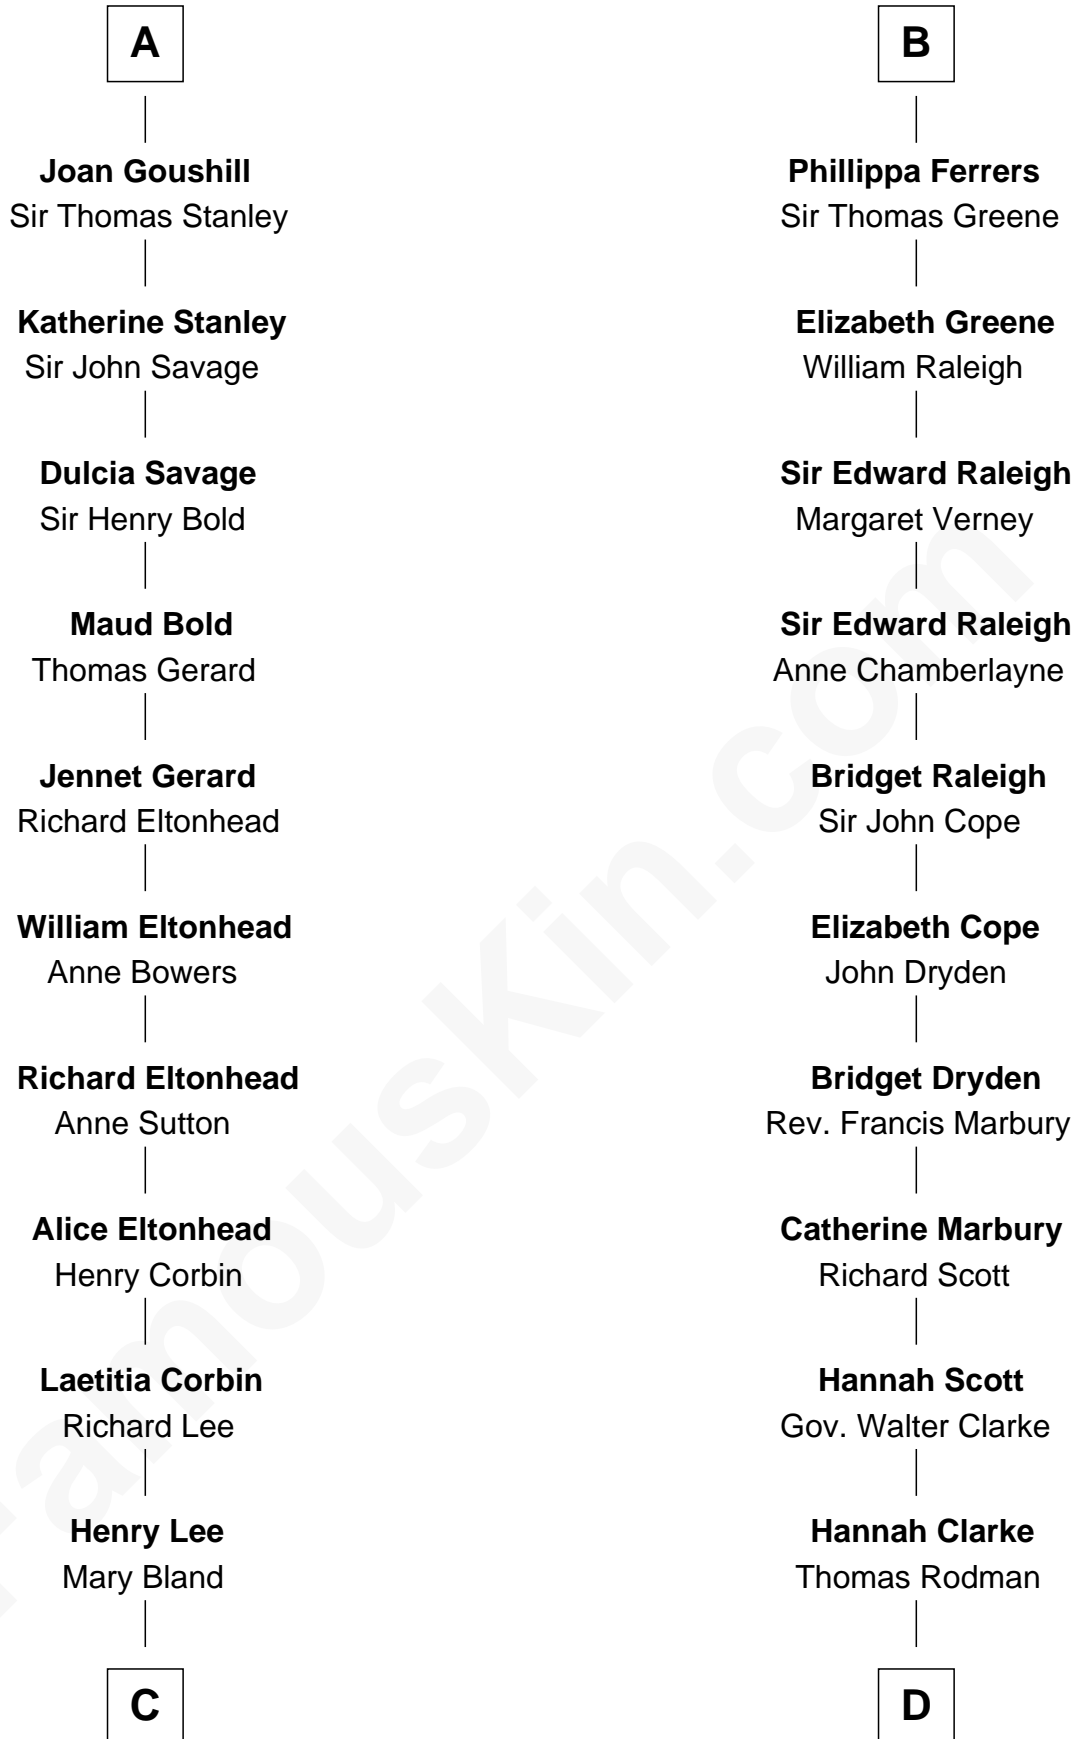 A
Joan Goushill
Sir Thomas Stanley
Katherine Stanley
Sir John Savage
Dulcia Savage
Sir Henry Bold
Maud Bold
Thomas Gerard
Jennet Gerard
Richard Eltonhead
William Eltonhead
Anne Bowers
Richard Eltonhead
Anne Sutton
Alice Eltonhead
Henry Corbin
Laetitia Corbin
Richard Lee
Henry Lee
Mary Bland
C
B
Phillippa Ferrers
Sir Thomas Greene
Elizabeth Greene
William Raleigh
Sir Edward Raleigh
Margaret Verney
Sir Edward Raleigh
Anne Chamberlayne
Bridget Raleigh
Sir John Cope
Elizabeth Cope
John Dryden
Bridget Dryden
Rev. Francis Marbury
Catherine Marbury
Richard Scott
Hannah Scott
Gov. Walter Clarke
Hannah Clarke
Thomas Rodman
D
FamousKin.com